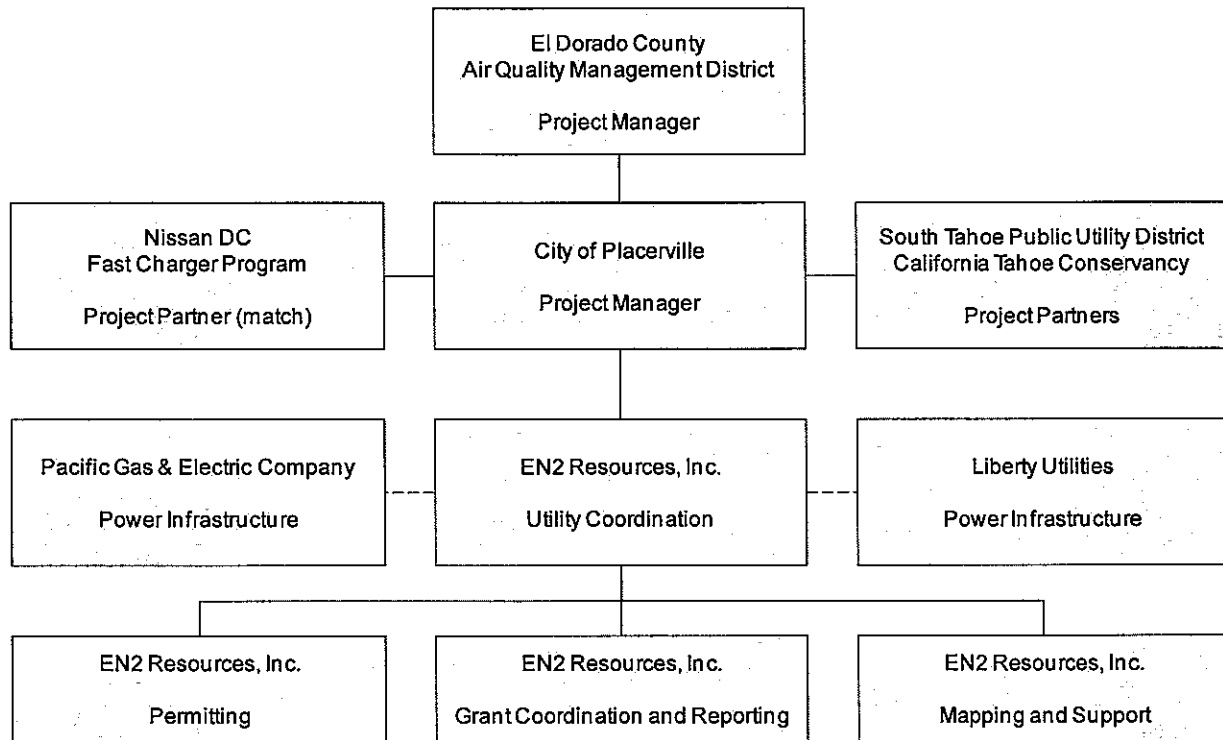 El Dorado County
Air Quality Management District
Project Manager
Nissan DC
Fast Charger Program
Project Partner (match)
City of Placerville
Project Manager
South Tahoe Public Utility District
California Tahoe Conservancy
Project Partners
Pacific Gas & Electric Company
Power Infrastructure
EN2 Resources, Inc.
Utility Coordination
Liberty Utilities
Power Infrastructure
EN2 Resources, Inc.
Permitting
EN2 Resources, Inc.
Grant Coordination and Reporting
EN2 Resources, Inc.
Mapping and Support